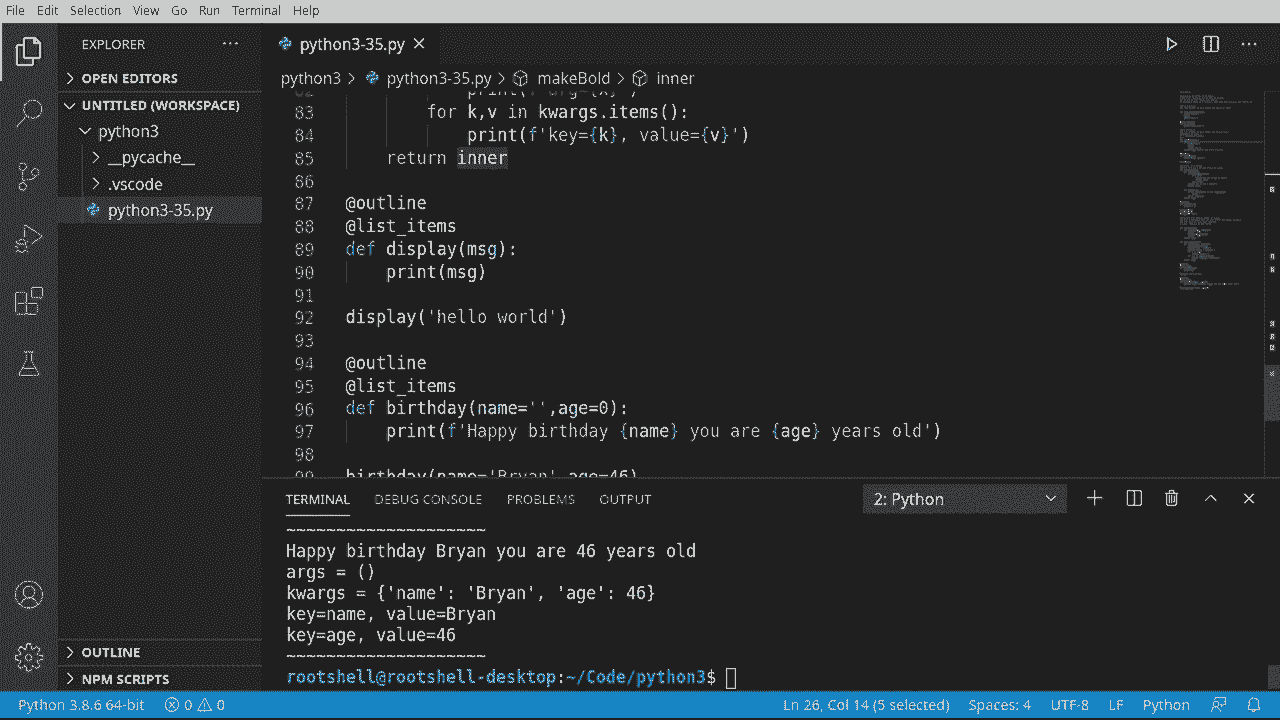 File Edit Selection View Go Run Terminal Help
EXPLORER
OPEN EDITORS
UNTITLED (WORKSPACE)
python3
__pycache__
.vscode
python3-35.py
OUTLINE
NPM SCRIPTS
python3-35.py
python3 > python3-35.py > makeBold > inner
83 for k,v in kwargs.items():
84 print(f'key={k}, value={v}')
85 return inner
86
87 @outline
88 @list_items
89 def display(msg):
90 print(msg)
91
92 display('hello world')
93
94 @outline
95 @list_items
96 def birthday(name='',age=0):
97 print(f'Happy birthday {name} you are {age} years old')
98
99 birthday(name='Bryan',age=46)
TERMINAL DEBUG CONSOLE PROBLEMS OUTPUT 2: Python
~~~~~~~~~~~~~~~~~~~~
Happy birthday Bryan you are 46 years old
args = ()
kwargs = {'name': 'Bryan', 'age': 46}
key=name, value=Bryan
key=age, value=46
~~~~~~~~~~~~~~~~~~~~
rootshell@rootshell-desktop:~/Code/python3$
Python 3.8.6 64-bit 0 0 Ln 26, Col 14 (5 selected) Spaces: 4 UTF-8 LF Python